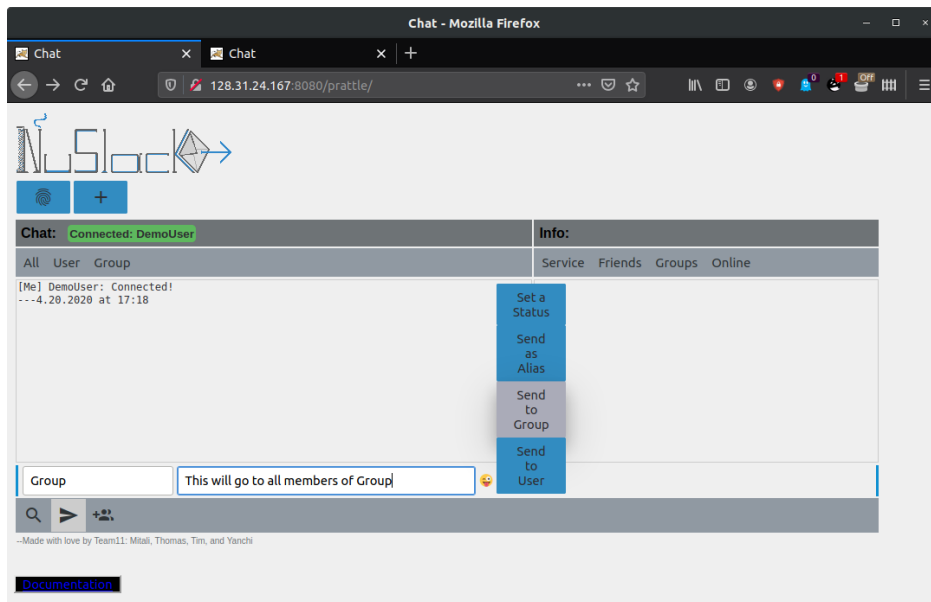 Chat - Mozilla Firefox
Chat
Chat
128.31.24.167:8080/prattle/
0
1
Off
NuSlack
Chat: Connected: DemoUser
Info:
All User Group
Service Friends Groups Online
[Me] DemoUser: Connected!
---4.20.2020 at 17:18
Set a
Status
Send
as
Alias
Send
to
Group
Send
to
User
Group
This will go to all members of Group
--Made with love by Team11: Mitali, Thomas, Tim, and Yanchi
Documentation